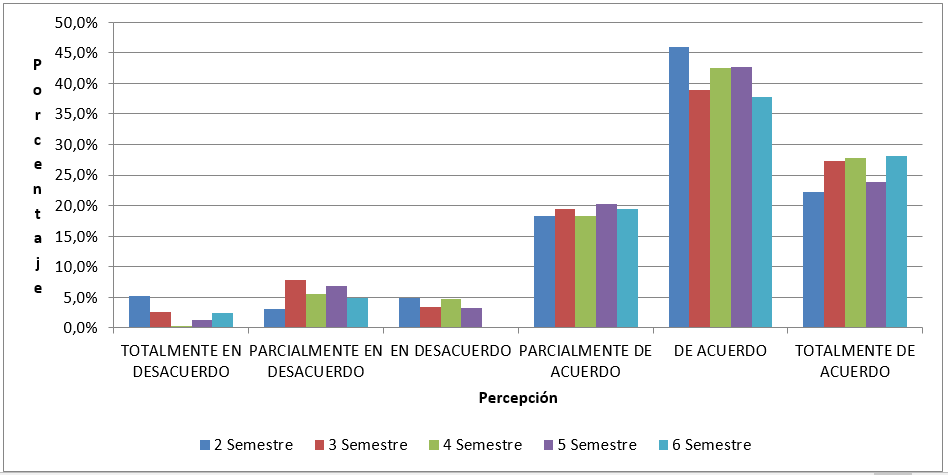 50,0%
45,0%
40,0%
35,0%
30,0%
25,0%
20,0%
15,0%
10,0%
5,0%
0,0%
Porcentaje
TOTALMENTE EN DESACUERDO
PARCIALMENTE EN DESACUERDO
EN DESACUERDO
PARCIALMENTE DE ACUERDO
DE ACUERDO
TOTALMENTE DE ACUERDO
Percepción
2 Semestre
3 Semestre
4 Semestre
5 Semestre
6 Semestre